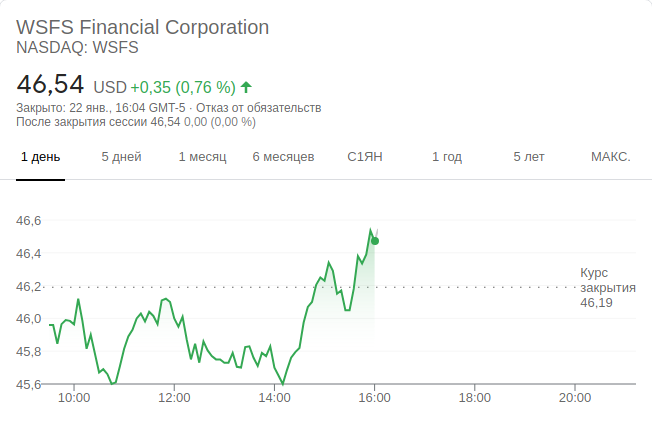 WSFS Financial Corporation
NASDAQ: WSFS
46,54 USD +0,35 (0,76 %)
Закрыто: 22 янв., 16:04 GMT-5 · Отказ от обязательств
После закрытия сессии 46,54 0,00 (0,00 %)
1 день 5 дней 1 месяц 6 месяцев С1ЯН 1 год 5 лет МАКС.
46,6
46,4
46,2
46,0
45,8
45,6
Курс
закрытия
46,19
10:00 12:00 14:00 16:00 18:00 20:00